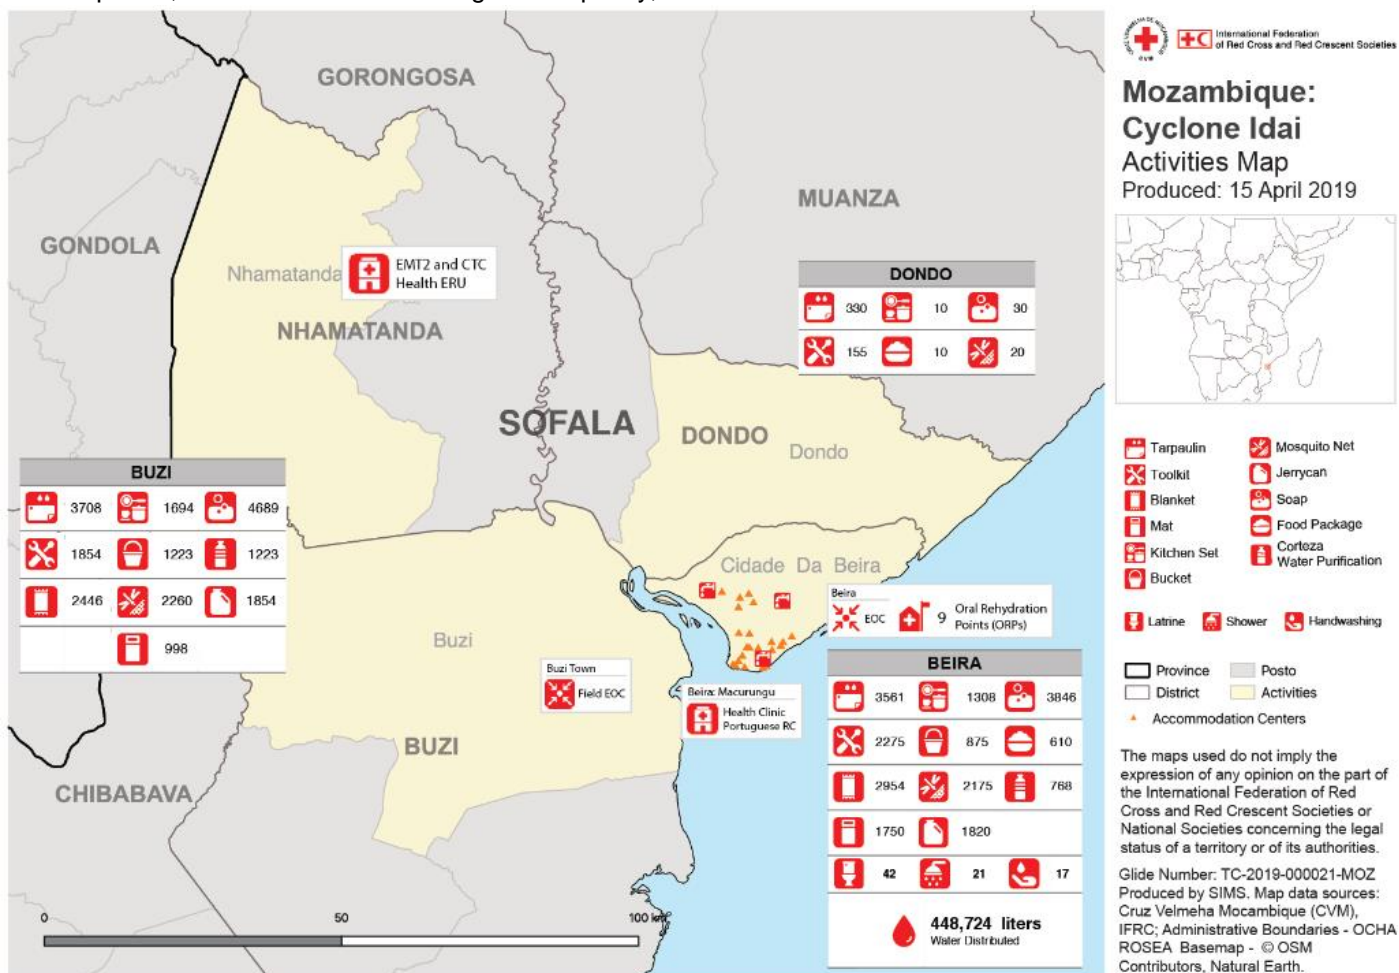 International Federation
of Red Cross and Red Crescent Societies
Mozambique:
Cyclone Idai
Activities Map
Produced: 15 April 2019
GORONGOSA
MUANZA
GONDOLA
Nhamatanda
EMT2 and CTC
Health ERU
NHAMATANDA
DONDO
330 10 30
155 10 20
SOFALA
DONDO
Dondo
BUZI
3708 1694 4689
1854 1223 1223
2446 2260 1854
998
Cidade Da Beira
Beira
EOC 9 Oral Rehydration
Points (ORPs)
Buzi
Buzi Town
Field EOC
Beira: Macurungu
Health Clinic
Portuguese RC
BUZI
CHIBABAVA
BEIRA
3561 1308 3846
2275 875 610
2954 2175 768
1750 1820
42 21 17
448,724 liters
Water Distributed
0 50 100 km
Tarpaulin Mosquito Net
Toolkit Jerrycan
Blanket Soap
Mat Food Package
Kitchen Set Corteza
Water Purification
Bucket
Latrine Shower Handwashing
Province Posto
District Activities
Accommodation Centers
The maps used do not imply the
expression of any opinion on the part of
the International Federation of Red
Cross and Red Crescent Societies or
National Societies concerning the legal
status of a territory or of its authorities.
Glide Number: TC-2019-000021-MOZ
Produced by SIMS. Map data sources:
Cruz Velmeha Mocambique (CVM),
IFRC; Administrative Boundaries - OCHA
ROSEA Basemap - © OSM
Contributors, Natural Earth.